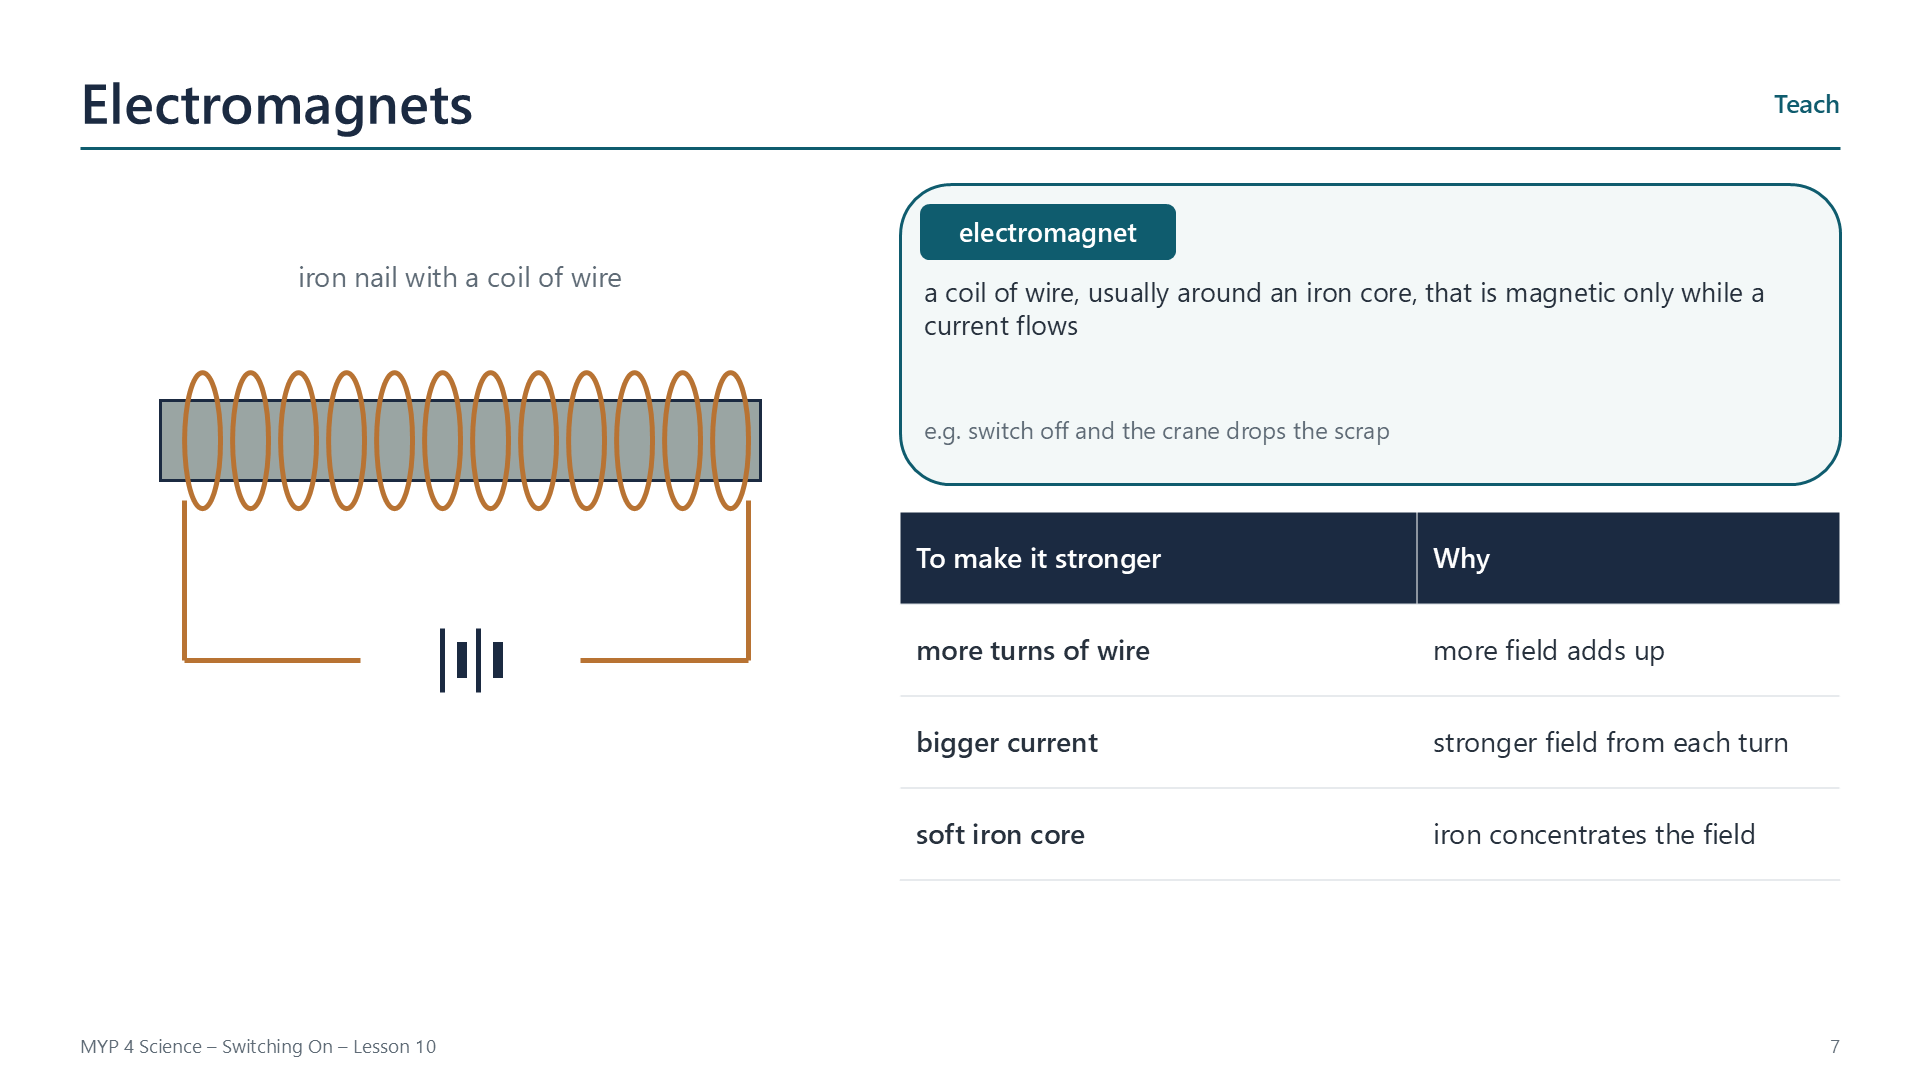 Electromagnets
Teach
iron nail with a coil of wire
electromagnet
a coil of wire, usually around an iron core, that is magnetic only while a
current flows
e.g. switch off and the crane drops the scrap
To make it stronger
Why
more turns of wire
more field adds up
bigger current
stronger field from each turn
soft iron core
iron concentrates the field
MYP 4 Science – Switching On – Lesson 10
7